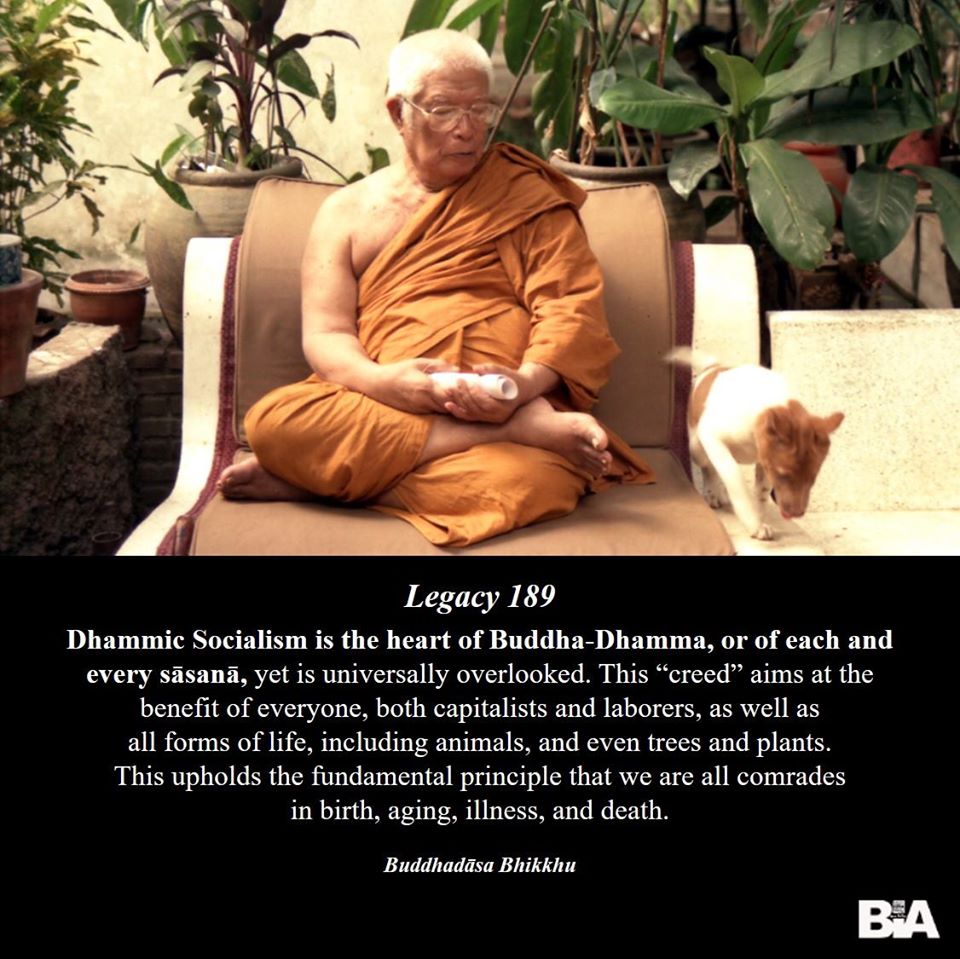 Legacy 189
Dhammic Socialism is the heart of Buddha-Dhamma, or of each and
every sāsanā, yet is universally overlooked. This “creed” aims at the
benefit of everyone, both capitalists and laborers, as well as
all forms of life, including animals, and even trees and plants.
This upholds the fundamental principle that we are all comrades
in birth, aging, illness, and death.
Buddhadāsa Bhikkhu
BIA